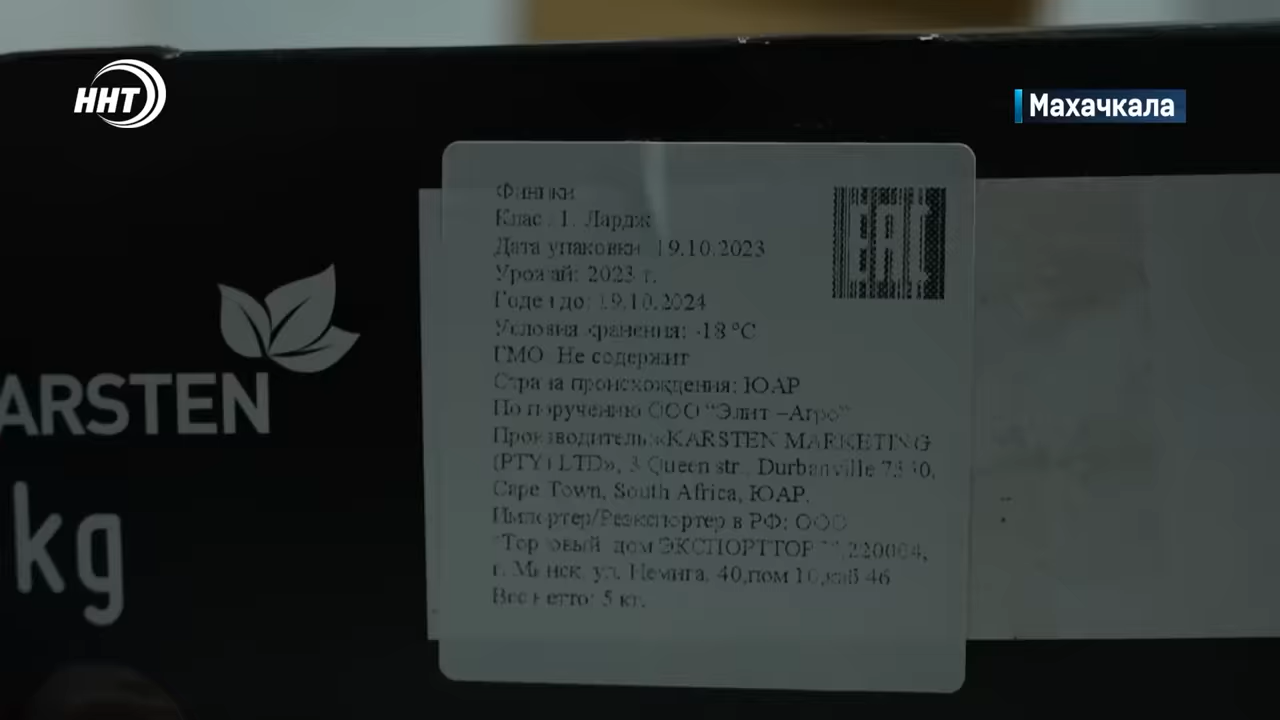 ННТ
Махачкала
Финики
Класс 1. Лардж
Дата упаковки: 19.10.2023
Урожай: 2023 г.
Годен до: 19.10.2024
Условия хранения: -18 °С
ГМО Не содержит
Страна происхождения: ЮАР
По поручению ООО "Элит –Агро"
Производитель:«KARSTEN MARKETING
(PTY) LTD», 3 Queen str., Durbanville
Cape Town, South Africa, ЮАР.
Импортер/Реэкспортер в РФ: ООО
"Торговый дом ЭКСПОРТТОРГ", 220004,
г. Минск, ул. Немига, 40,пом 10,каб 46
Вес нетто: 5 кг.
ARSTEN
kg